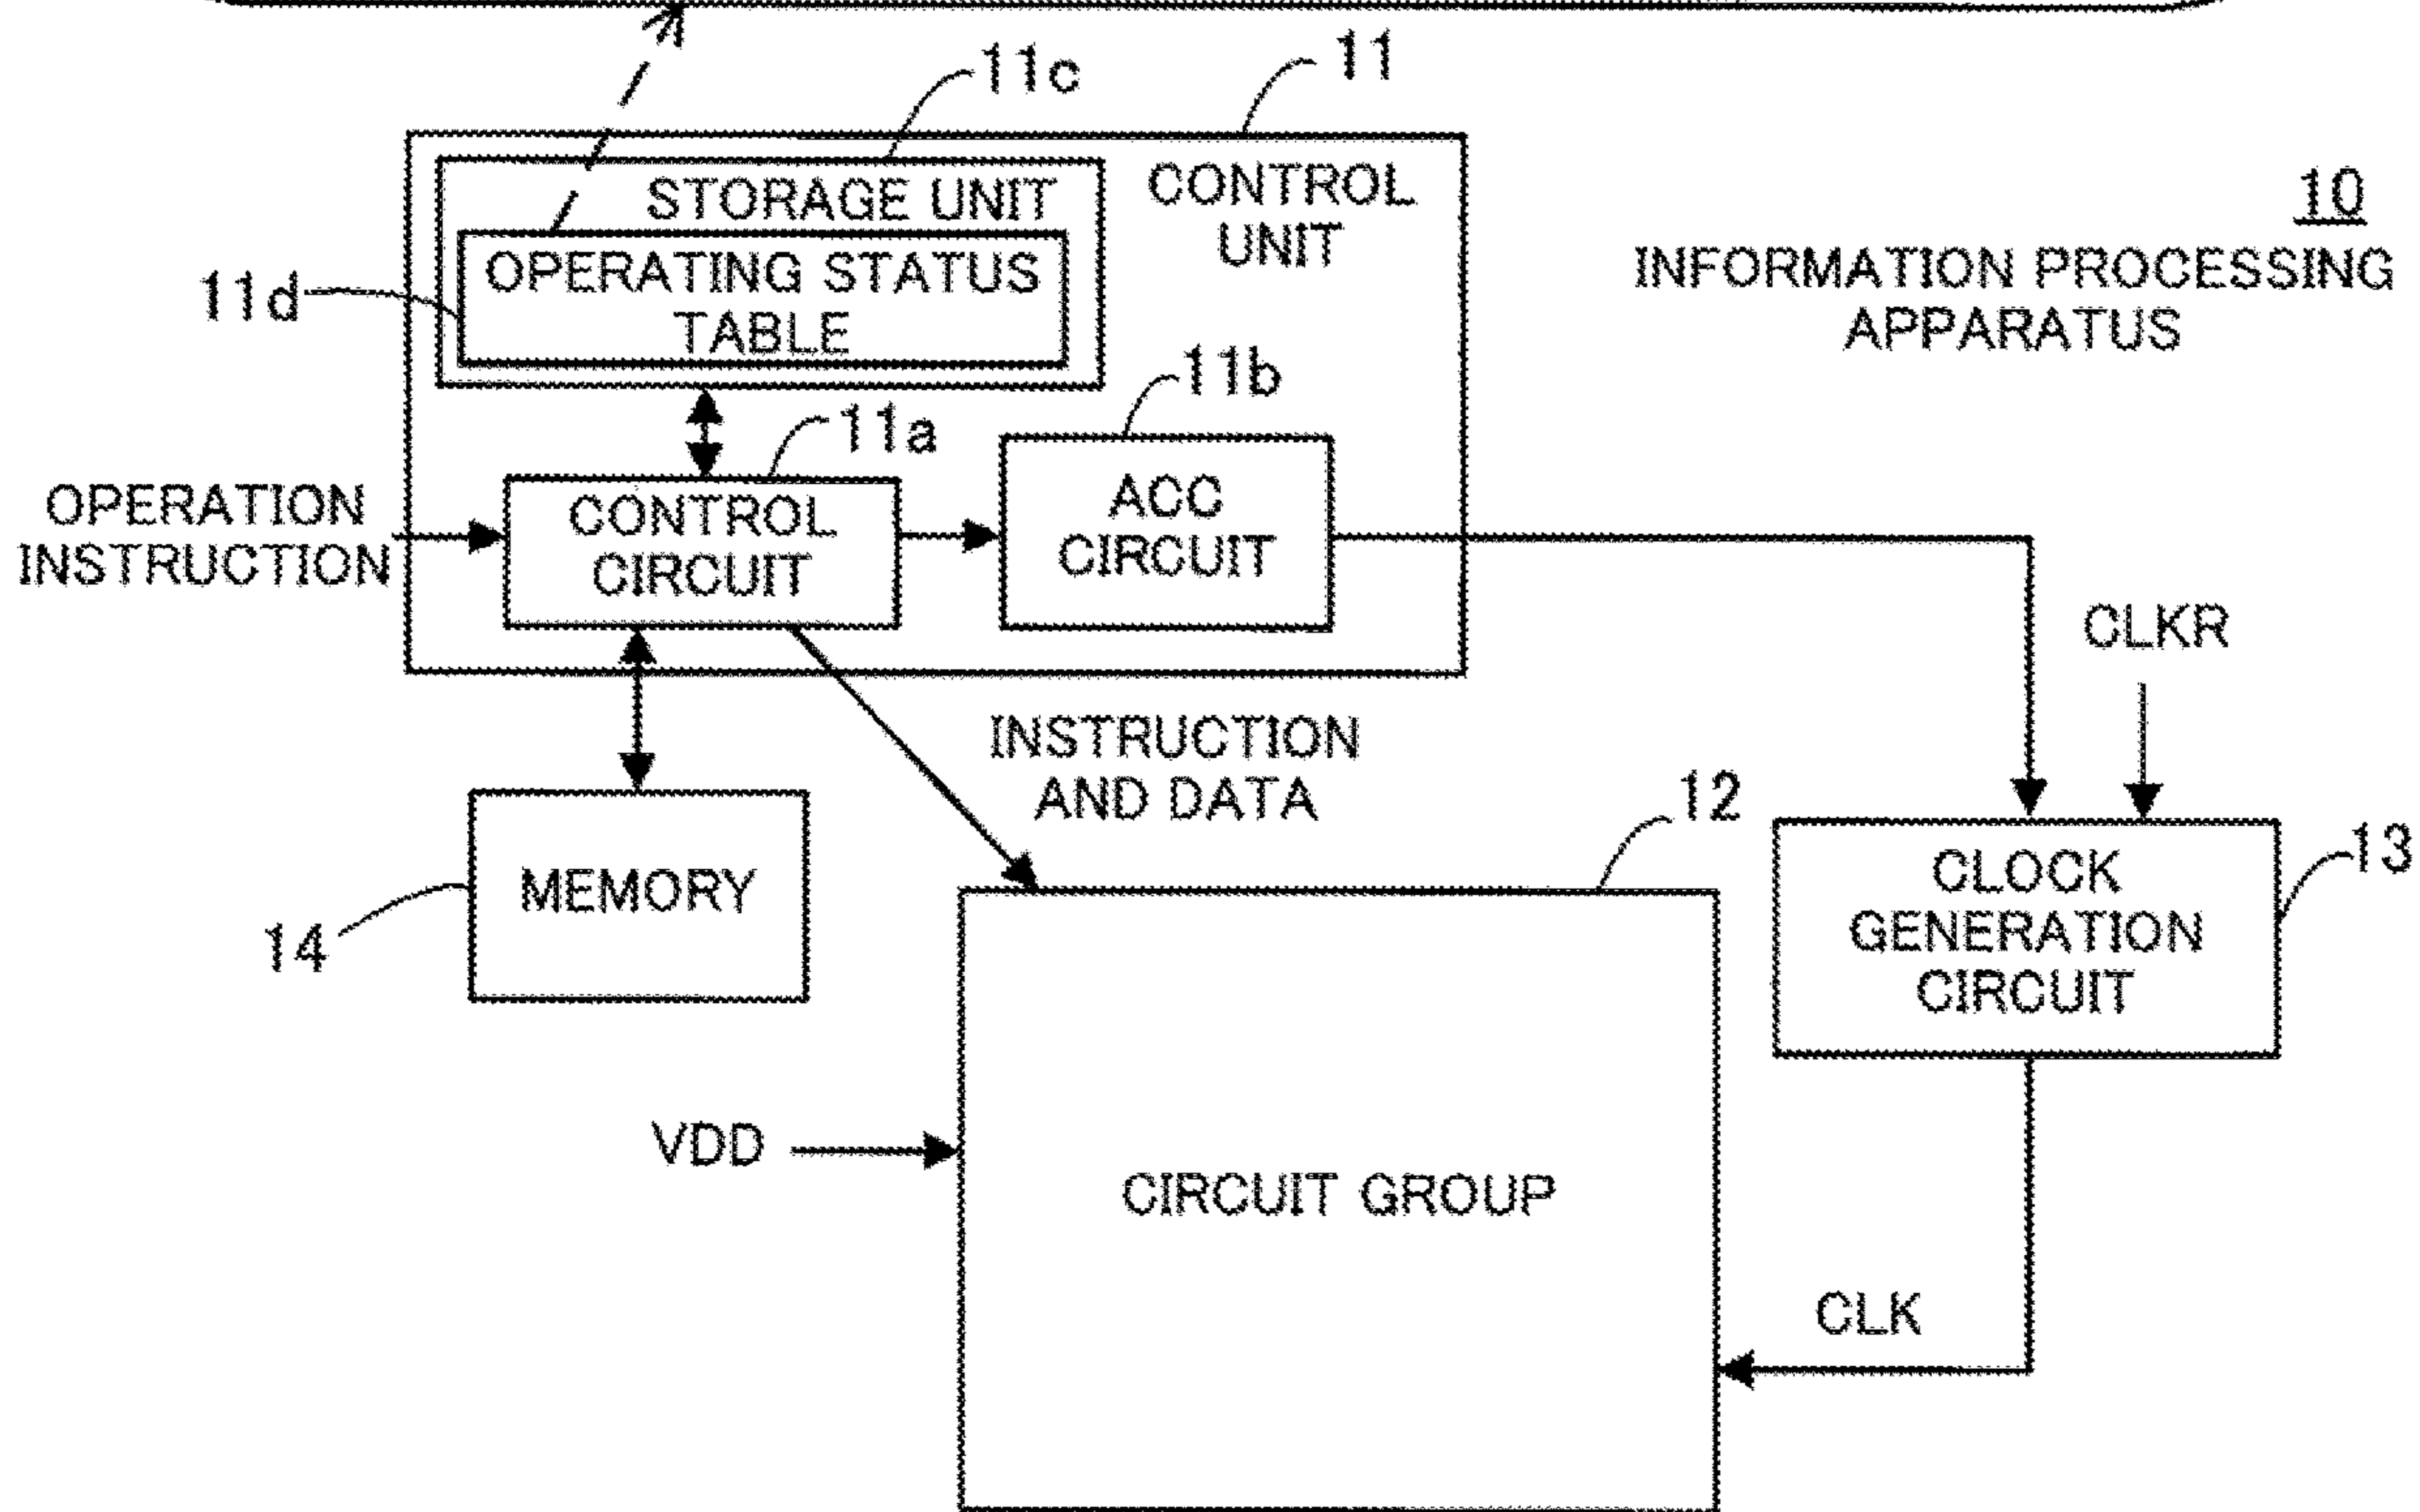 11c
11
STORAGE UNIT
CONTROL
UNIT
10
INFORMATION PROCESSING
APPARATUS
11d
OPERATING STATUS
TABLE
11b
11a
OPERATION
INSTRUCTION
CONTROL
CIRCUIT
ACC
CIRCUIT
CLKR
INSTRUCTION
AND DATA
12
MEMORY
14
CLOCK
GENERATION
CIRCUIT
13
VDD
CIRCUIT GROUP
CLK